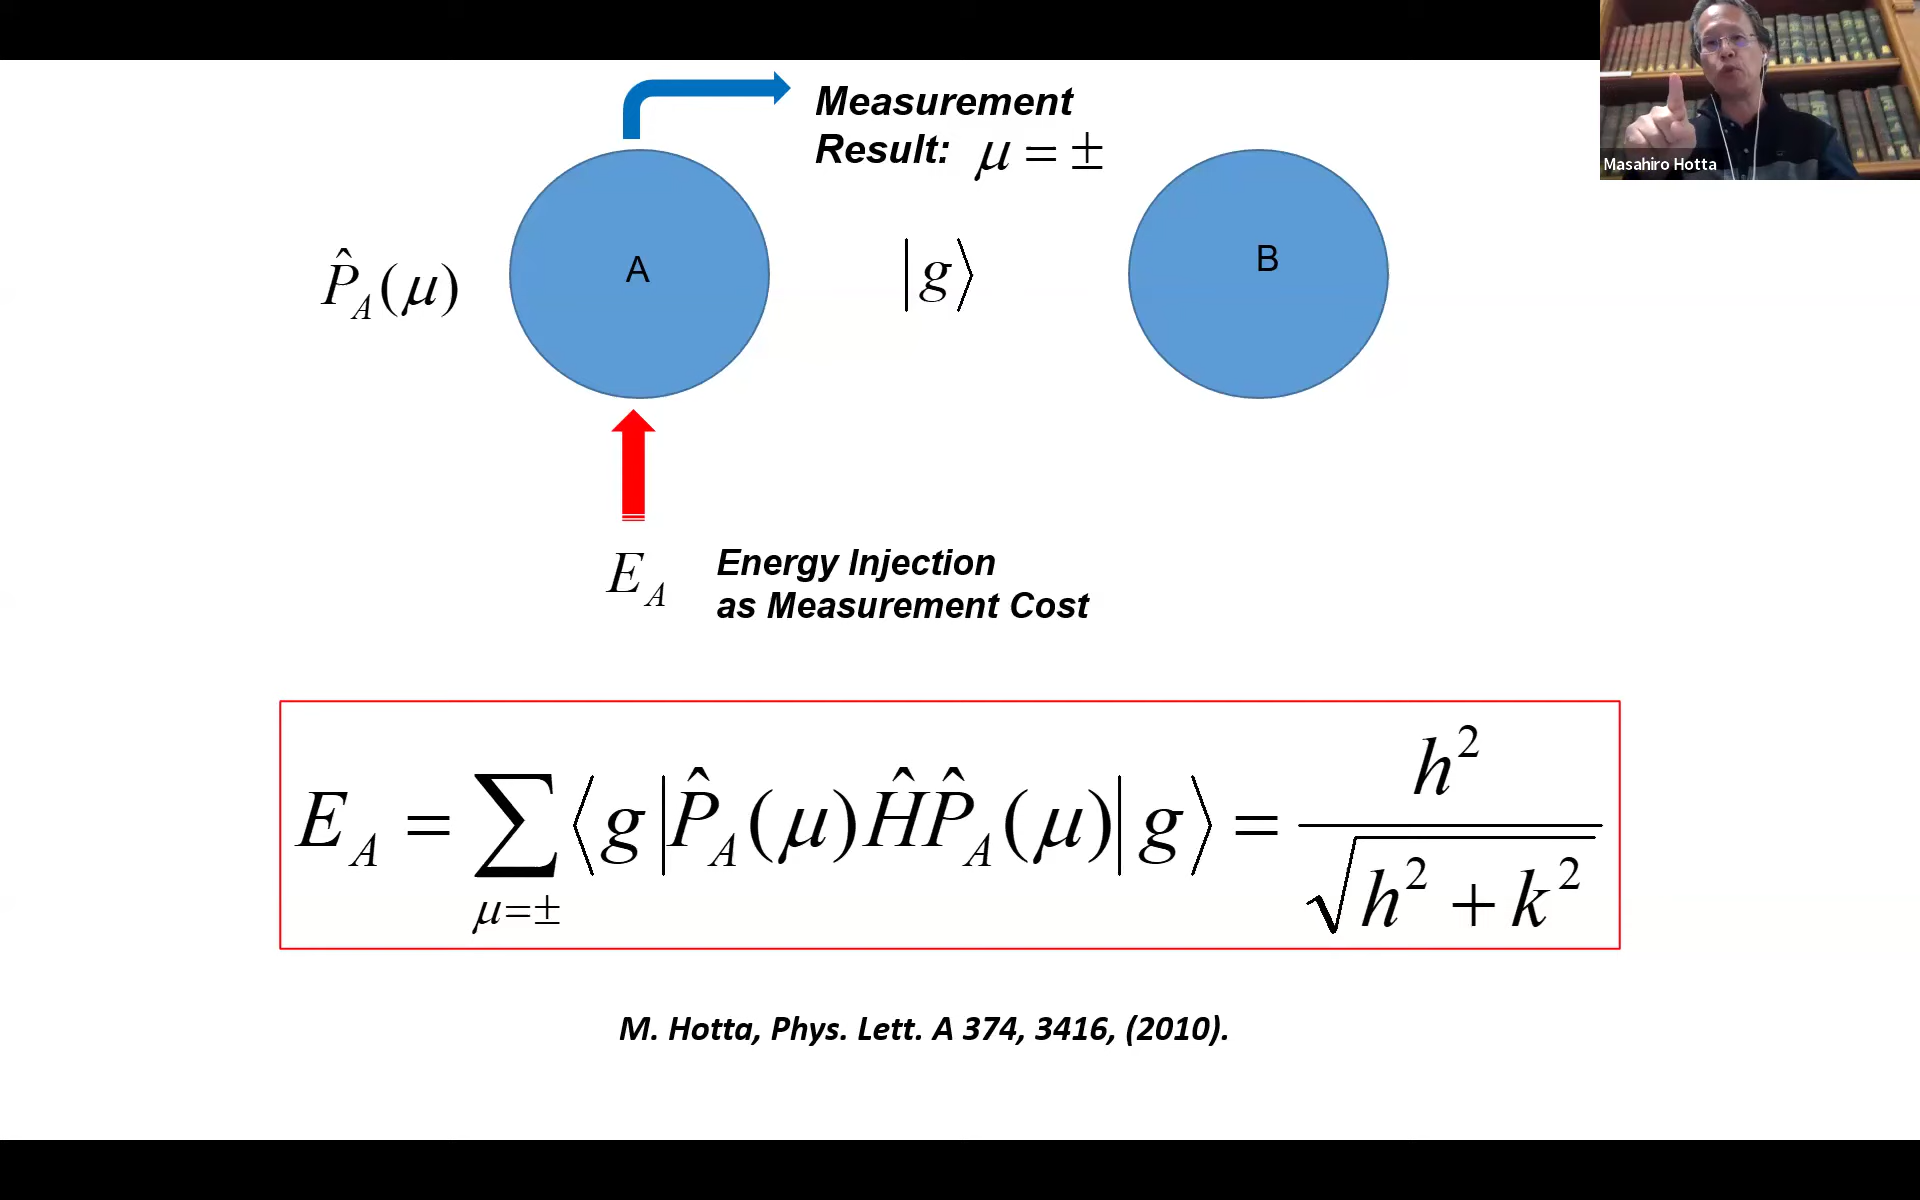 Measurement
Result: μ = ±
Masahiro Hotta
P̂_A(μ)
A
|g⟩
B
E_A
Energy Injection
as Measurement Cost
E_A = ∑_{μ=±} ⟨g|P̂_A(μ)ĤP̂_A(μ)|g⟩ = h² / √(h² + k²)
M. Hotta, Phys. Lett. A 374, 3416, (2010).